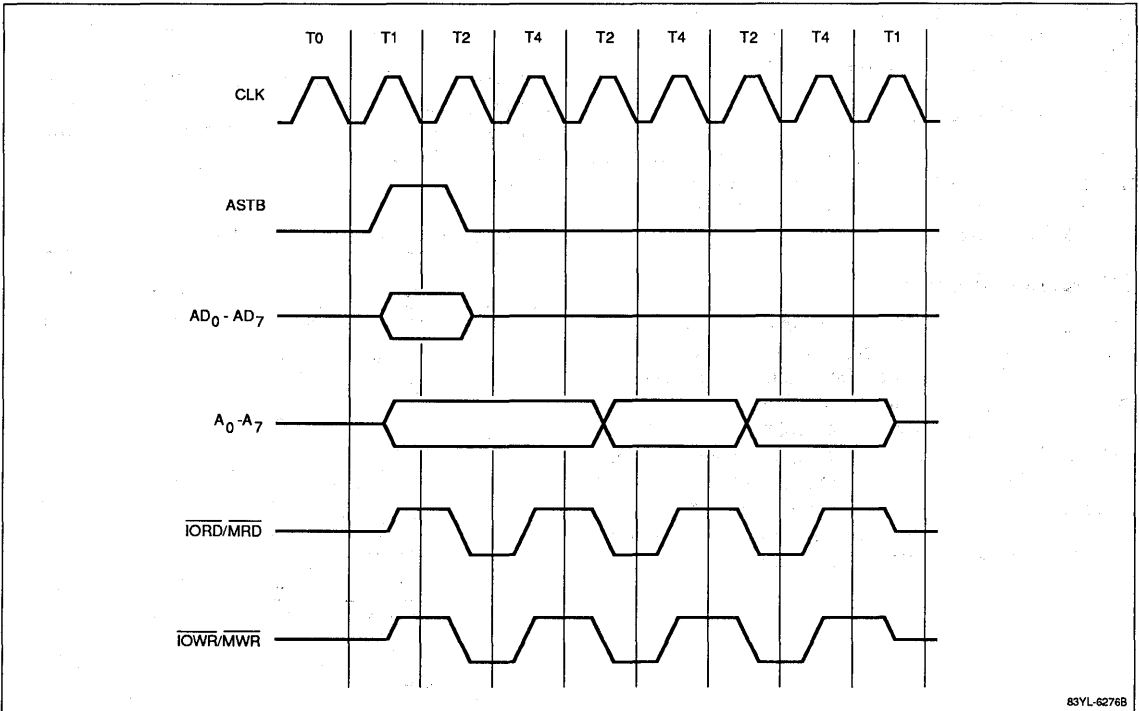 T0 T1 T2 T4 T2 T4 T2 T4 T1
CLK
ASTB
AD0 - AD7
A0 - A7
IORD/MRD
IOWR/MWR
83YL-6276B